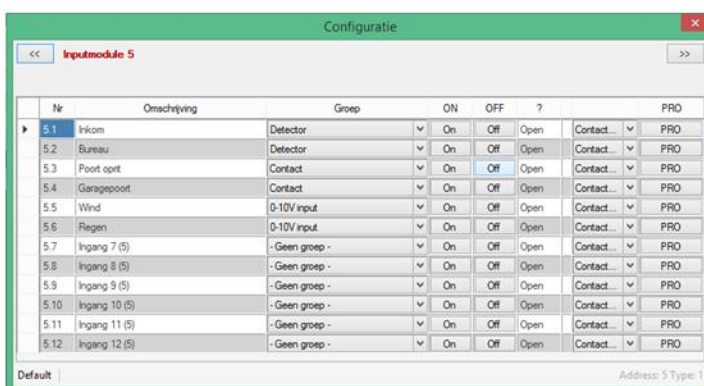 Configuratie
<< Inputmodule 5 >>
Nr Omschrijving Groep ON OFF ? PRO
5.1 Inkom Detector On Off Open Contact... PRO
5.2 Bureau Detector On Off Open Contact... PRO
5.3 Poort oprit Contact On Off Open Contact... PRO
5.4 Garagepoort Contact On Off Open Contact... PRO
5.5 Wind 0-10V input On Off Open Contact... PRO
5.6 Regen 0-10V input On Off Open Contact... PRO
5.7 Ingang 7 (5) - Geen groep - On Off Open Contact... PRO
5.8 Ingang 8 (5) - Geen groep - On Off Open Contact... PRO
5.9 Ingang 9 (5) - Geen groep - On Off Open Contact... PRO
5.10 Ingang 10 (5) - Geen groep - On Off Open Contact... PRO
5.11 Ingang 11 (5) - Geen groep - On Off Open Contact... PRO
5.12 Ingang 12 (5) - Geen groep - On Off Open Contact... PRO
Default Address: 5 Type: 1